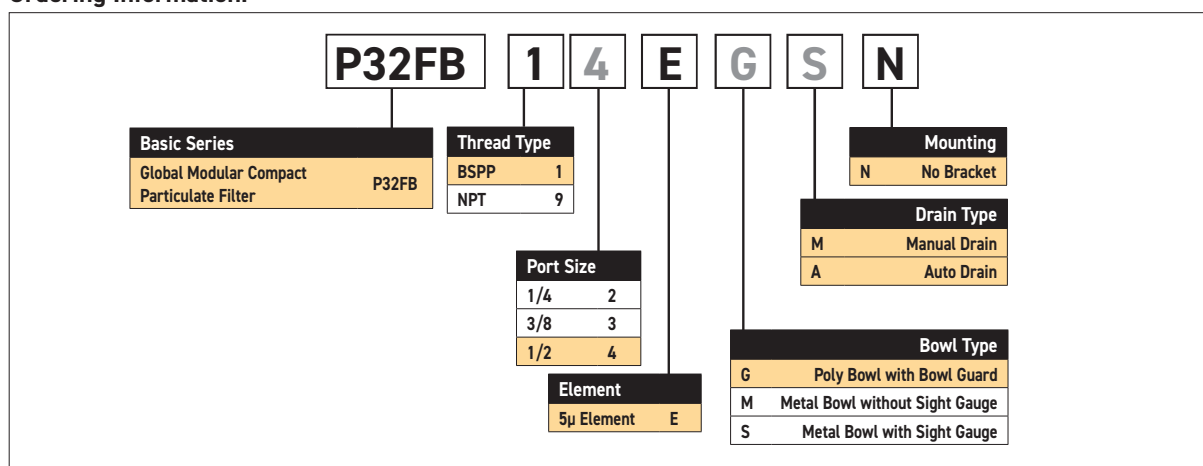 Ordering Information:
P32FB 1 4 E G S N
Basic Series
Global Modular Compact
Particulate Filter P32FB
Thread Type
BSPP 1
NPT 9
Mounting
N No Bracket
Drain Type
M Manual Drain
A Auto Drain
Port Size
1/4 2
3/8 3
1/2 4
Bowl Type
G Poly Bowl with Bowl Guard
M Metal Bowl without Sight Gauge
S Metal Bowl with Sight Gauge
Element
5µ Element E